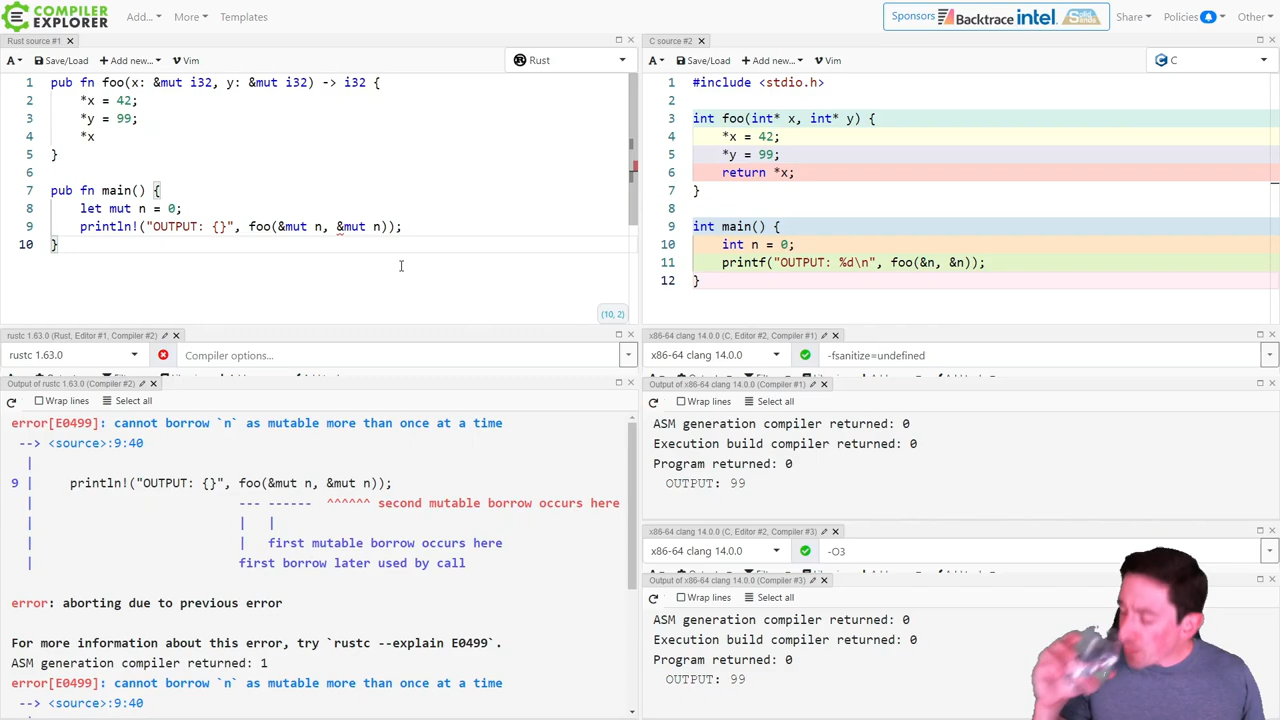 COMPILER
EXPLORER
Add...
More
Templates
Sponsors
Backtrace
intel
Solid
Share
Policies
Other
Rust source #1
A
Save/Load
Add new...
Vim
Rust
1 pub fn foo(x: &mut i32, y: &mut i32) -> i32 {
2 *x = 42;
3 *y = 99;
4 *x
5 }
6
7 pub fn main() {
8 let mut n = 0;
9 println!("OUTPUT: {}", foo(&mut n, &mut n));
10 }
(10, 2)
C source #2
A
Save/Load
Add new...
Vim
C
1 #include <stdio.h>
2
3 int foo(int* x, int* y) {
4 *x = 42;
5 *y = 99;
6 return *x;
7 }
8
9 int main() {
10 int n = 0;
11 printf("OUTPUT: %d\n", foo(&n, &n));
12 }
rustc 1.63.0 (Rust, Editor #1, Compiler #2)
rustc 1.63.0
Compiler options...
Output of rustc 1.63.0 (Compiler #2)
Wrap lines
Select all
error[E0499]: cannot borrow `n` as mutable more than once at a time
--> <source>:9:40
|
9 | println!("OUTPUT: {}", foo(&mut n, &mut n));
| --- ------ ^^^^^^ second mutable borrow occurs here
| | |
| | first mutable borrow occurs here
| first borrow later used by call
error: aborting due to previous error
For more information about this error, try `rustc --explain E0499`.
ASM generation compiler returned: 1
error[E0499]: cannot borrow `n` as mutable more than once at a time
--> <source>:9:40
x86-64 clang 14.0.0 (C, Editor #2, Compiler #1)
x86-64 clang 14.0.0
-fsanitize=undefined
Output of x86-64 clang 14.0.0 (Compiler #1)
Wrap lines
Select all
ASM generation compiler returned: 0
Execution build compiler returned: 0
Program returned: 0
OUTPUT: 99
x86-64 clang 14.0.0 (C, Editor #2, Compiler #3)
x86-64 clang 14.0.0
-O3
Output of x86-64 clang 14.0.0 (Compiler #3)
Wrap lines
Select all
ASM generation compiler returned: 0
Execution build compiler returned: 0
Program returned: 0
OUTPUT: 99